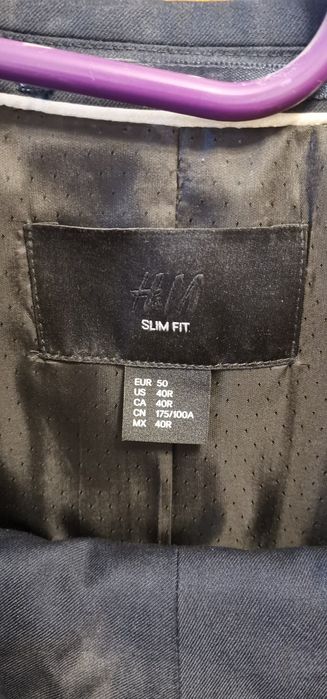 H&M
SLIM FIT
EUR 50
US 40R
CA 40R
CN 175/100A
MX 40R